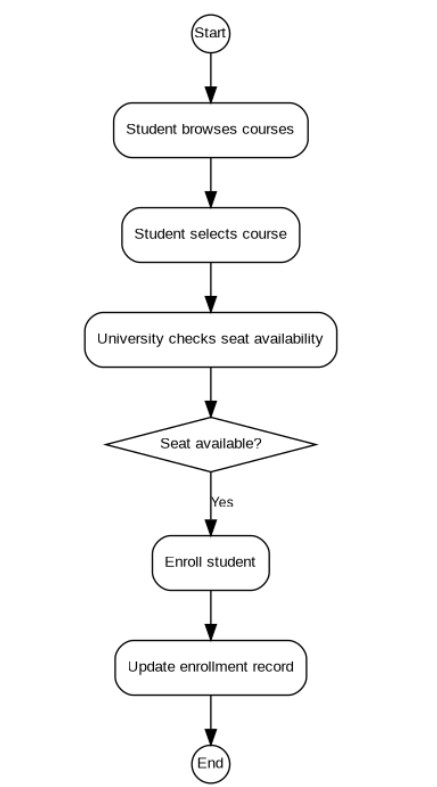 Start
Student browses courses
Student selects course
University checks seat availability
Seat available?
Yes
Enroll student
Update enrollment record
End